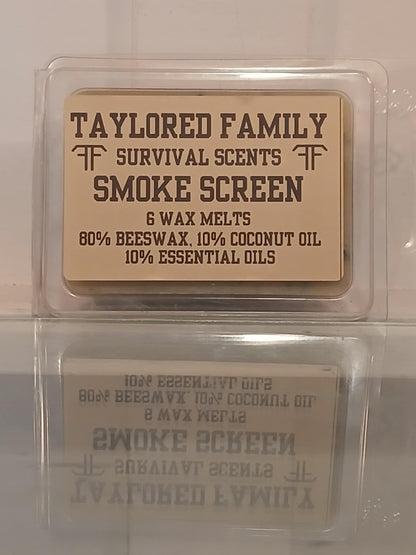 TAYLORED FAMILY
SURVIVAL SCENTS
SMOKE SCREEN
6 WAX MELTS
80% BEESWAX, 10% COCONUT OIL
10% ESSENTIAL OILS